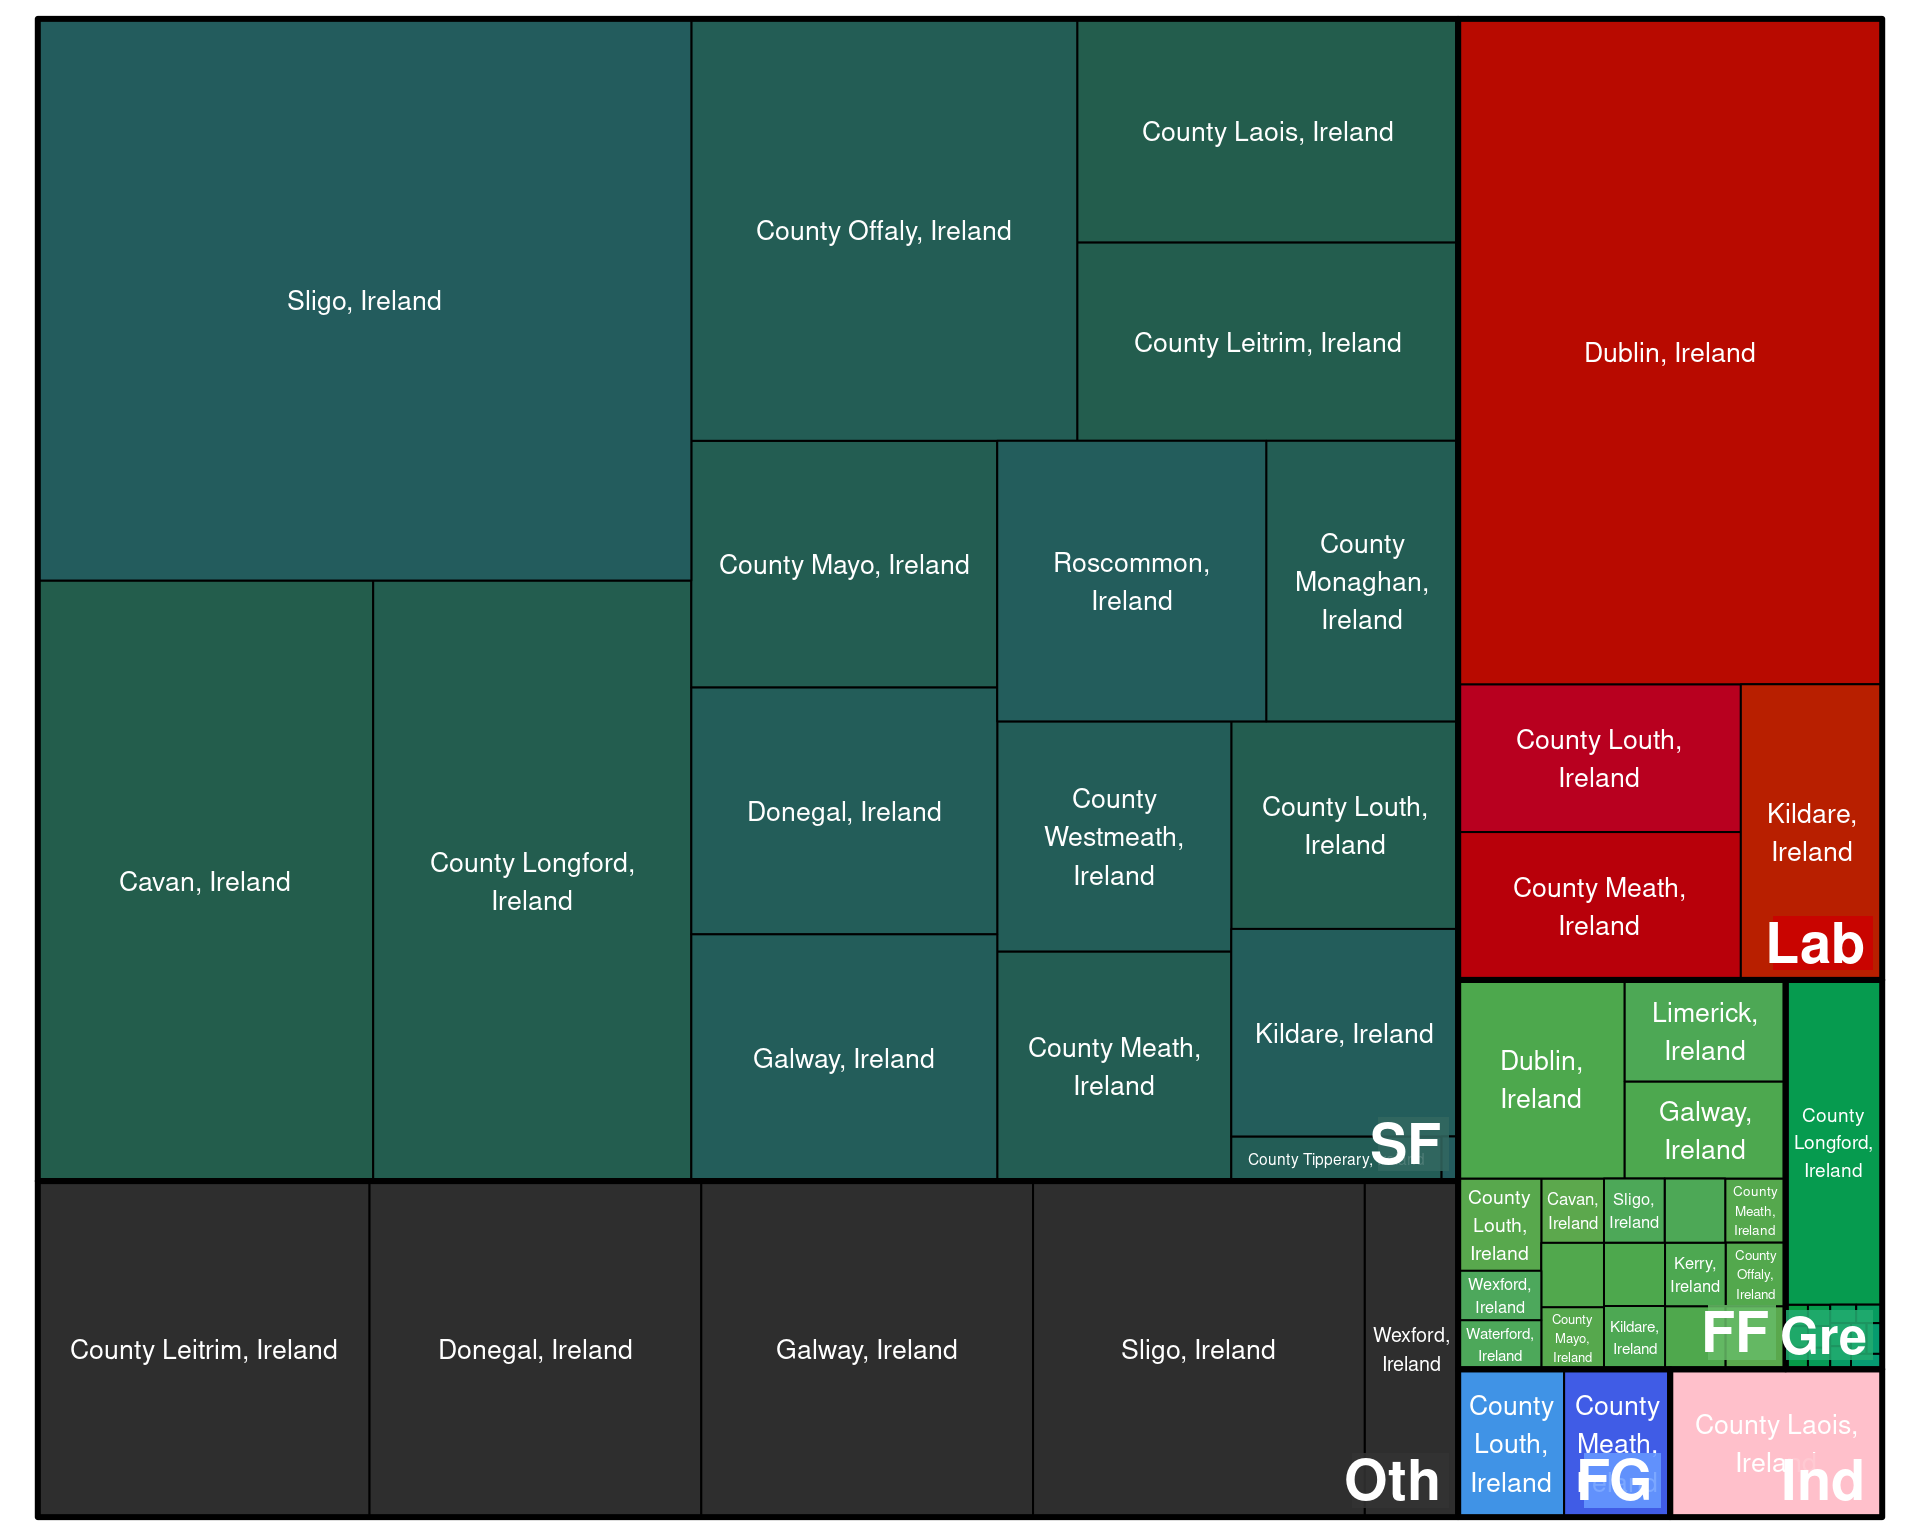 Sligo, Ireland
County Offaly, Ireland
County Laois, Ireland
County Leitrim, Ireland
County Mayo, Ireland
Roscommon,
Ireland
County
Monaghan,
Ireland
Cavan, Ireland
County Longford,
Ireland
Donegal, Ireland
County
Westmeath,
Ireland
County Louth,
Ireland
Galway, Ireland
County Meath,
Ireland
Kildare, Ireland
County Tipperary,
SF
County Leitrim, Ireland
Donegal, Ireland
Galway, Ireland
Sligo, Ireland
Wexford,
Ireland
Oth
Dublin, Ireland
County Louth,
Ireland
County Meath,
Ireland
Kildare,
Ireland
Lab
Dublin,
Ireland
Limerick,
Ireland
Galway,
Ireland
County
Louth,
Ireland
Cavan,
Ireland
Sligo,
Ireland
County
Meath,
Ireland
Wexford,
Ireland
Kerry,
Ireland
County
Offaly,
Ireland
Waterford,
Ireland
County
Mayo,
Ireland
Kildare,
Ireland
FF
County
Longford,
Ireland
Gre
County
Louth,
Ireland
County
Meath,
Ireland
FG
County Laois,
Ireland
Ind